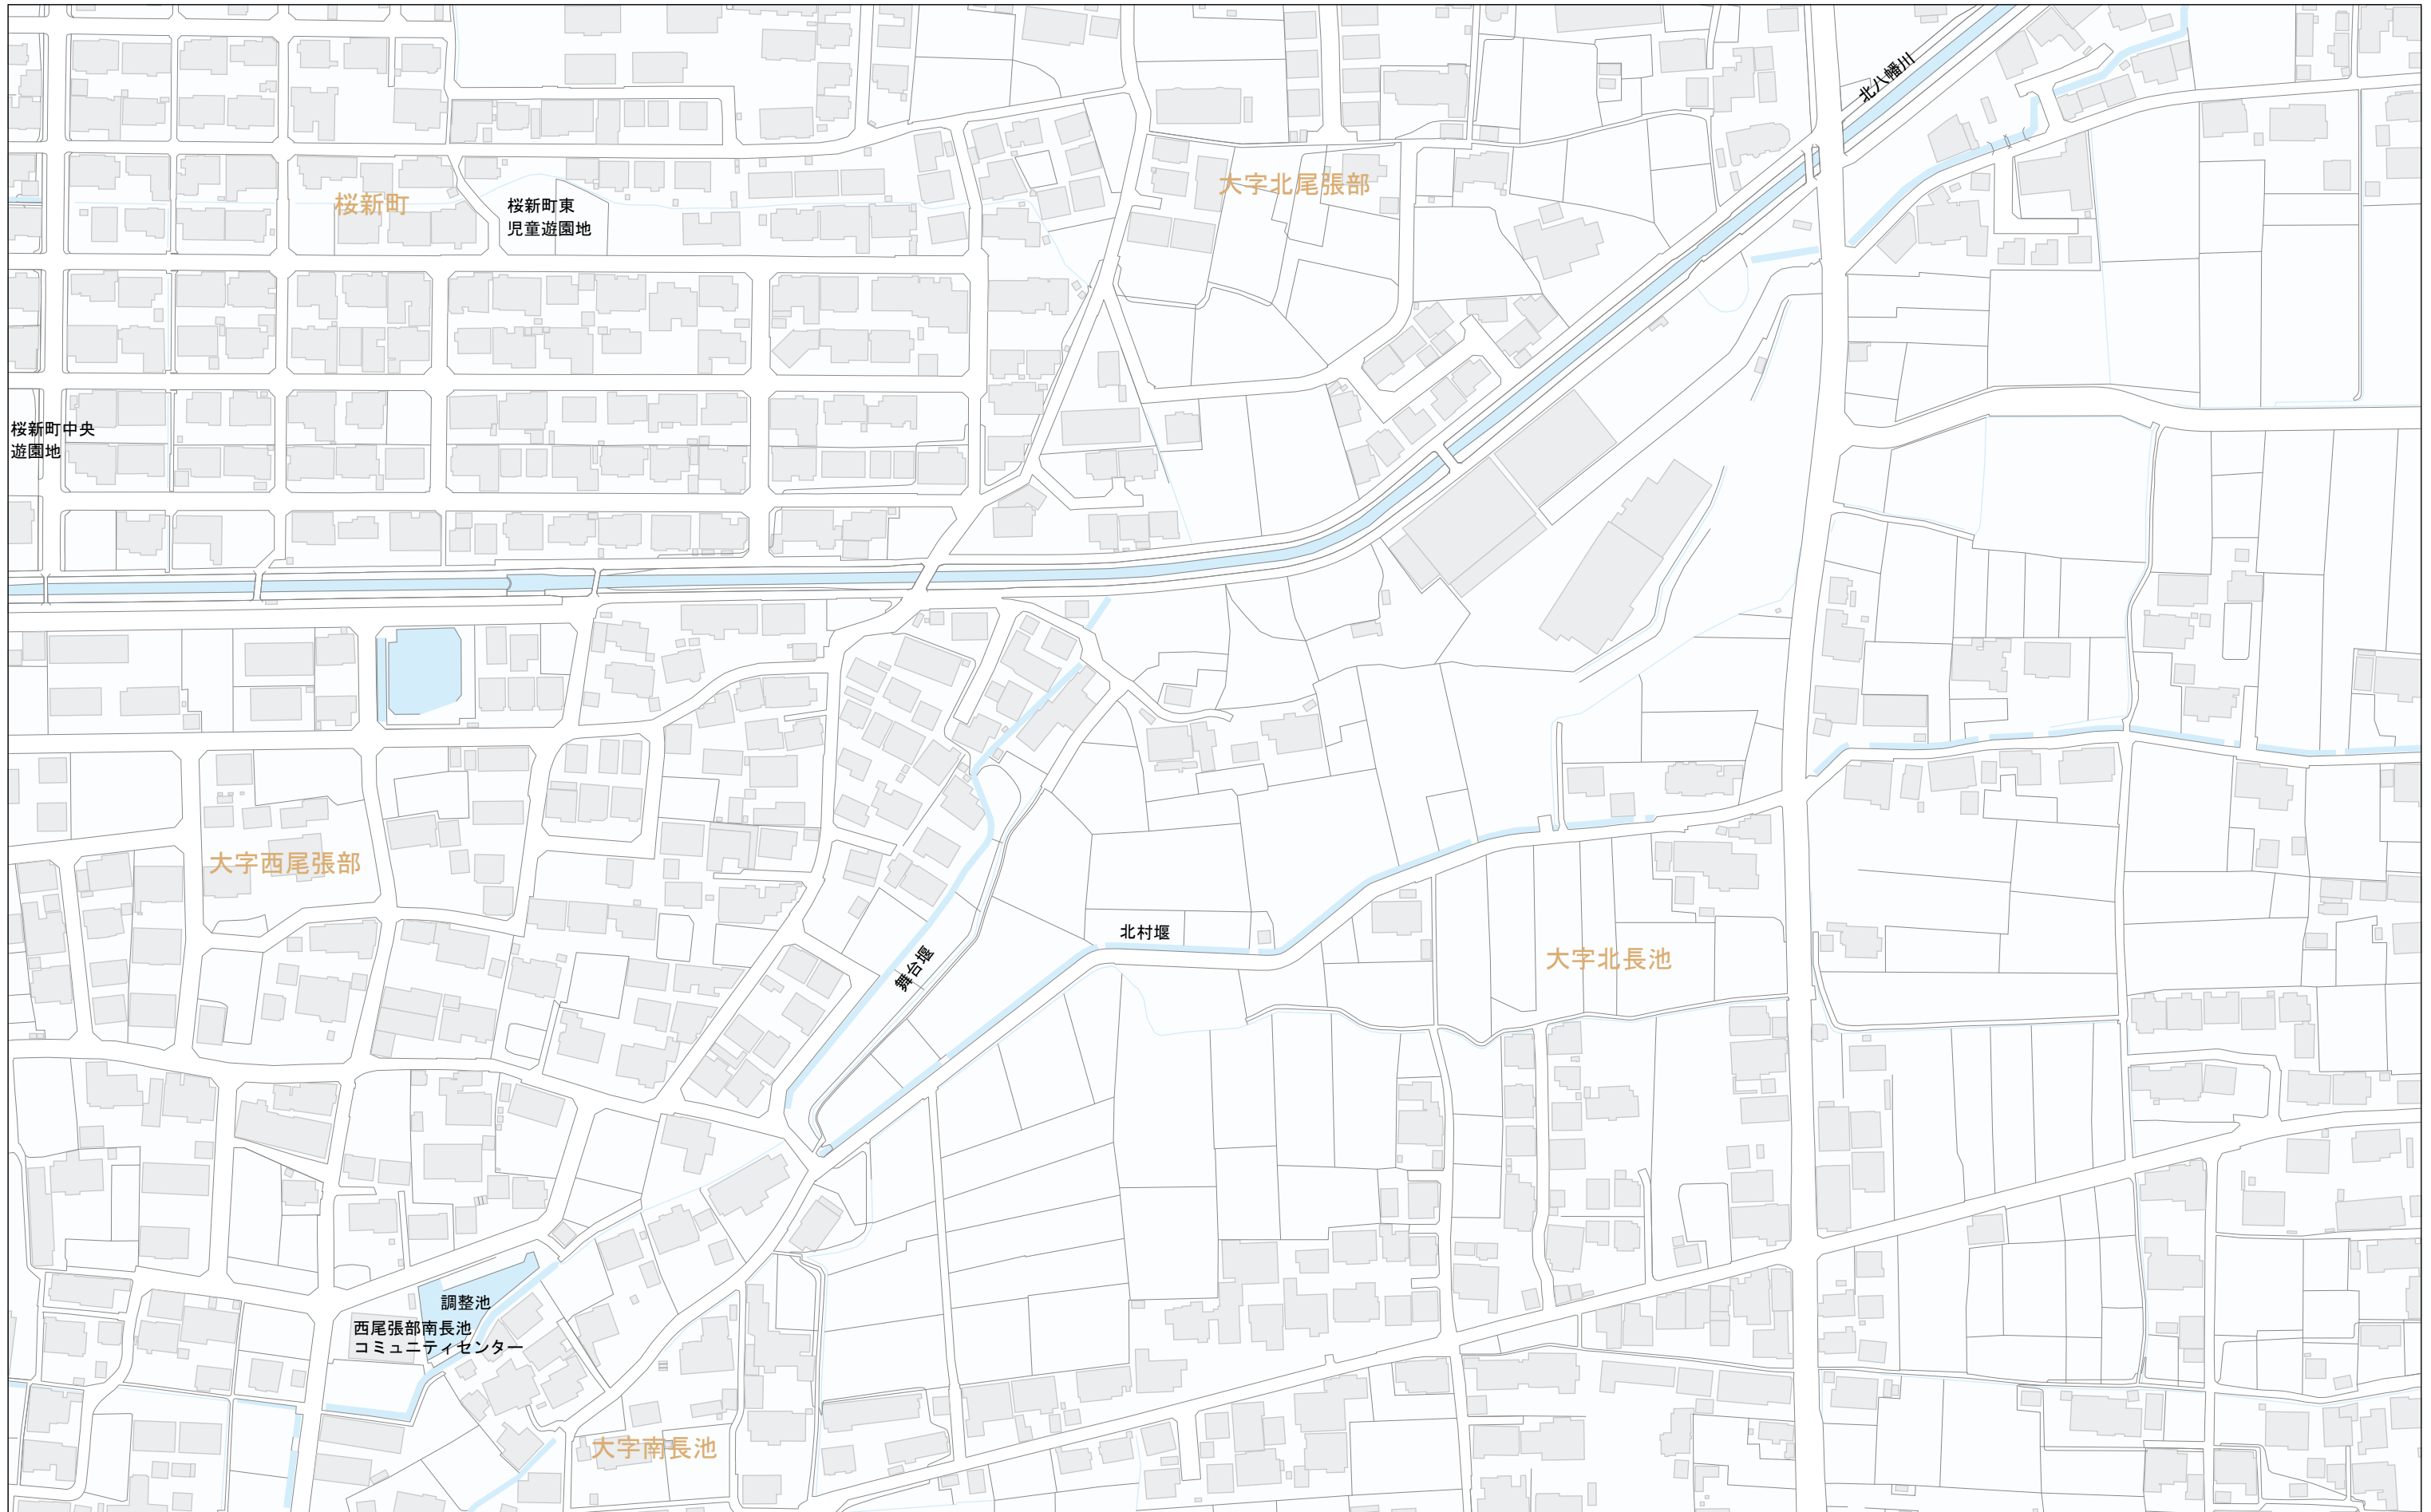 北八幡川
大字北尾張部
桜新町
桜新町東
児童遊園地
桜新町中央
遊園地
大字西尾張部
北村堰
舞台堰
大字北長池
調整池
西尾張部南長池
コミュニティセンター
大字南長池